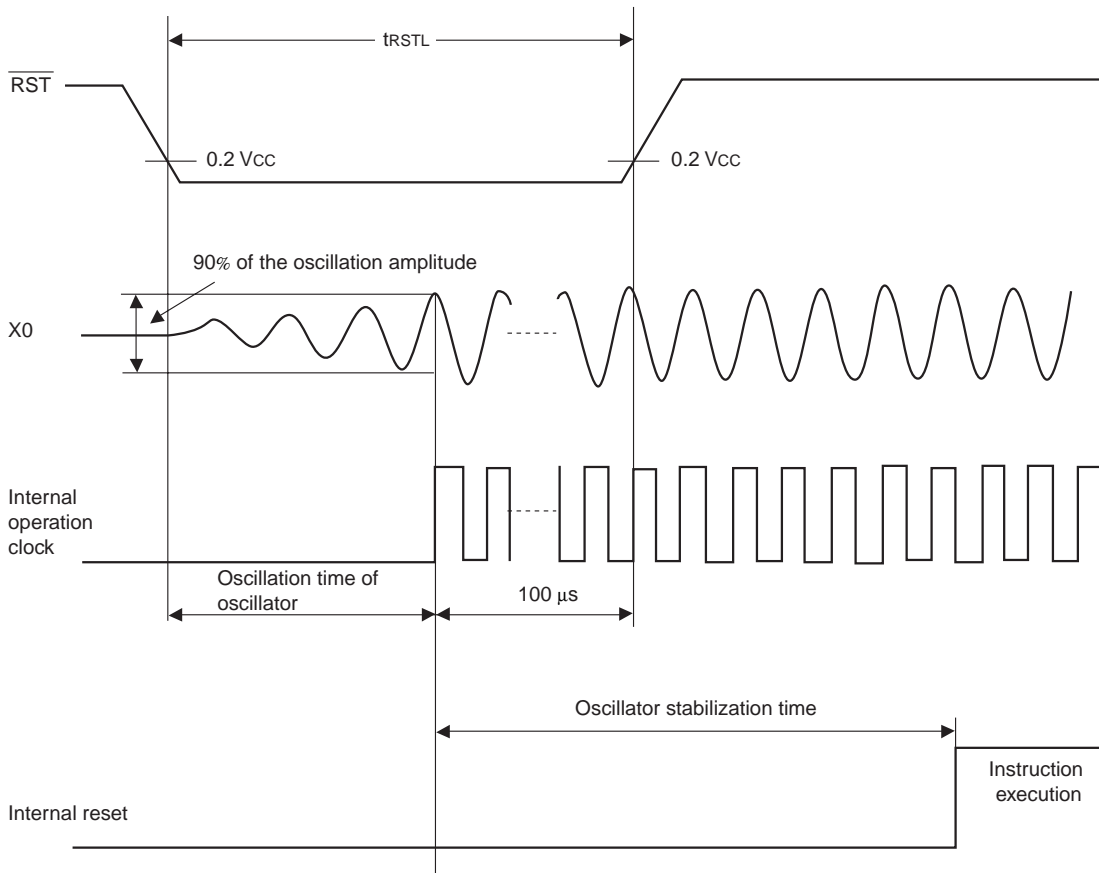 tRSTL
RST
0.2 VCC
0.2 VCC
90% of the oscillation amplitude
X0
Internal
operation
clock
Oscillation time of
oscillator
100 μs
Oscillator stabilization time
Instruction
execution
Internal reset